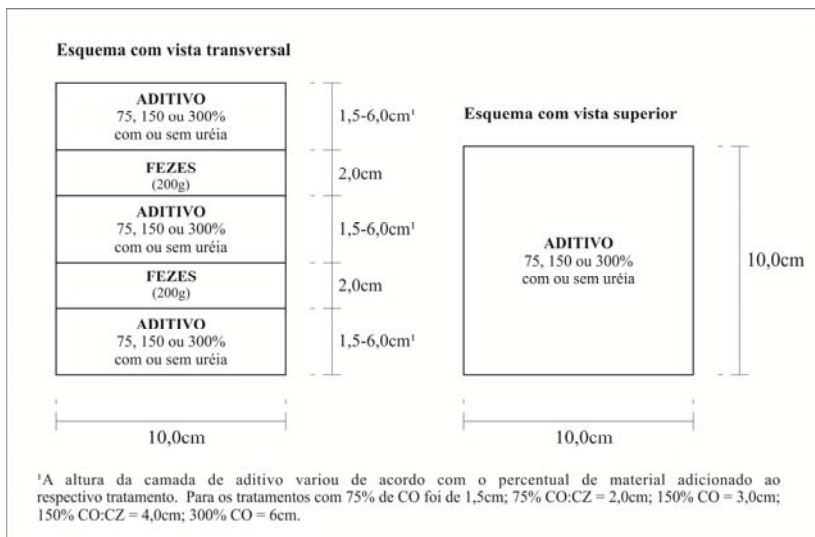 Esquema com vista transversal
ADITIVO
75, 150 ou 300%
com ou sem uréia
1,5-6,0cm¹
FEZES
(200g)
2,0cm
ADITIVO
75, 150 ou 300%
com ou sem uréia
1,5-6,0cm¹
FEZES
(200g)
2,0cm
ADITIVO
75, 150 ou 300%
com ou sem uréia
1,5-6,0cm¹
10,0cm
Esquema com vista superior
ADITIVO
75, 150 ou 300%
com ou sem uréia
10,0cm
10,0cm
¹A altura da camada de aditivo variou de acordo com o percentual de material adicionado ao
respectivo tratamento. Para os tratamentos com 75% de CO foi de 1,5cm; 75% CO:CZ = 2,0cm; 150% CO = 3,0cm;
150% CO:CZ = 4,0cm; 300% CO = 6cm.